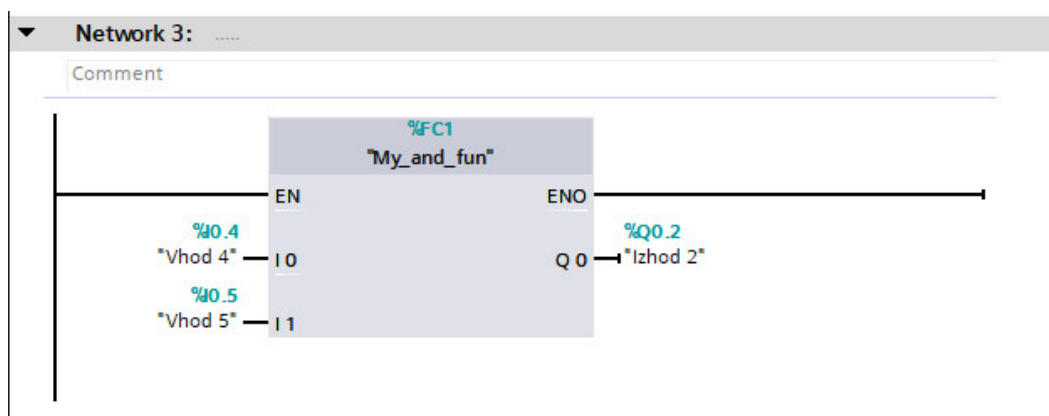 Network 3: .....
Comment
%FC1
"My_and_fun"
EN ENO
%I0.4 %Q0.2
"Vhod 4" I 0 Q 0 "Izhod 2"
%I0.5
"Vhod 5" I 1